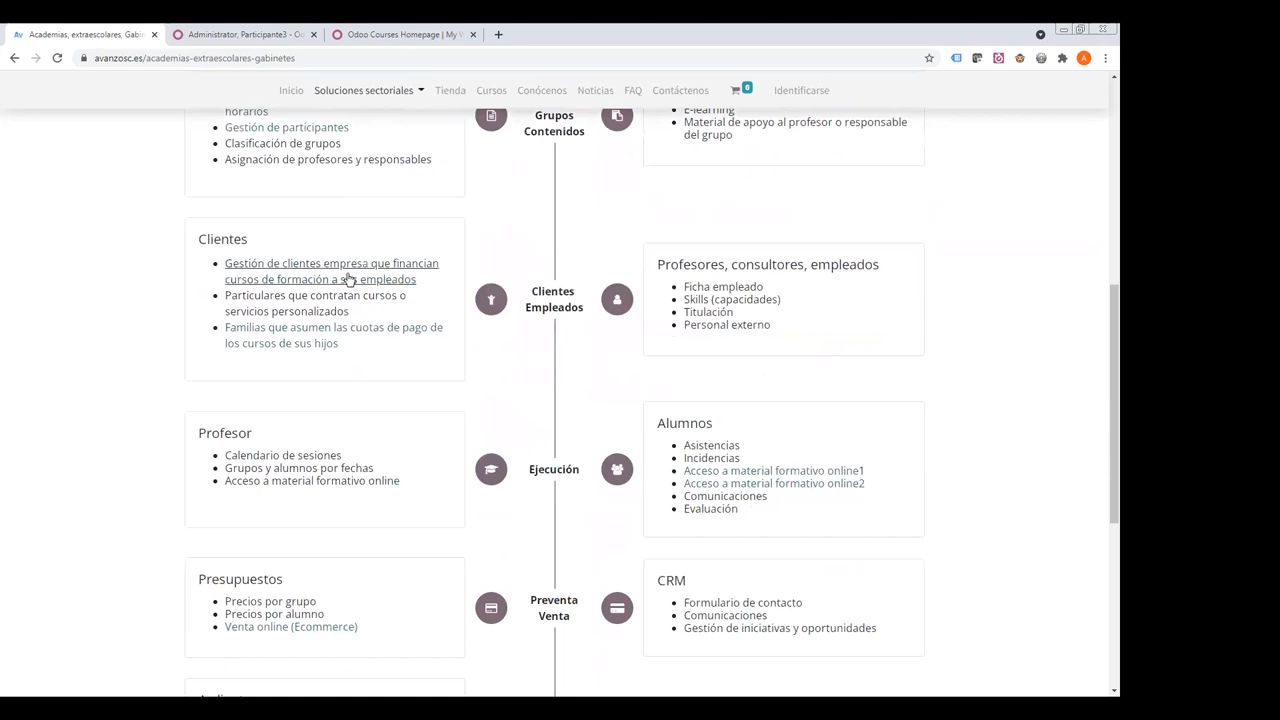 Academias, extraescolares, Gabin
Administrator, Participante3 - Od
Odoo Courses Homepage | My W
avanzosc.es/academias-extraescolares-gabinetes
A
Inicio
Soluciones sectoriales
Tienda
Cursos
Conócenos
Noticias
FAQ
Contáctenos
0
Identificarse
horarios
Gestión de participantes
Clasificación de grupos
Asignación de profesores y responsables
Grupos
Contenidos
E-learning
Material de apoyo al profesor o responsable
del grupo
Clientes
Gestión de clientes empresa que financian
cursos de formación a sus empleados
Particulares que contratan cursos o
servicios personalizados
Familias que asumen las cuotas de pago de
los cursos de sus hijos
Clientes
Empleados
Profesores, consultores, empleados
Ficha empleado
Skills (capacidades)
Titulación
Personal externo
Profesor
Calendario de sesiones
Grupos y alumnos por fechas
Acceso a material formativo online
Ejecución
Alumnos
Asistencias
Incidencias
Acceso a material formativo online1
Acceso a material formativo online2
Comunicaciones
Evaluación
Presupuestos
Precios por grupo
Precios por alumno
Venta online (Ecommerce)
Preventa
Venta
CRM
Formulario de contacto
Comunicaciones
Gestión de iniciativas y oportunidades